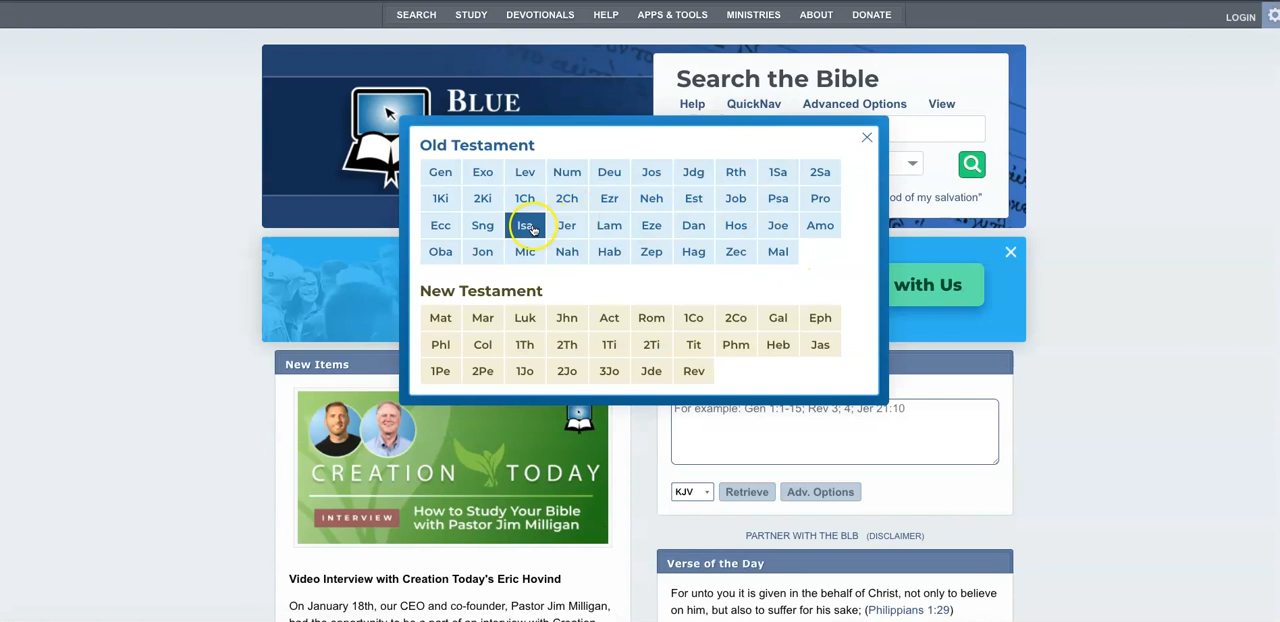 SEARCH STUDY DEVOTIONALS HELP APPS & TOOLS MINISTRIES ABOUT DONATE
LOGIN
BLUE
Search the Bible
Help QuickNav Advanced Options View
od of my salvation"
Old Testament
Gen Exo Lev Num Deu Jos Jdg Rth 1Sa 2Sa
1Ki 2Ki 1Ch 2Ch Ezr Neh Est Job Psa Pro
Ecc Sng Isa Jer Lam Eze Dan Hos Joe Amo
Oba Jon Mic Nah Hab Zep Hag Zec Mal
New Testament
Mat Mar Luk Jhn Act Rom 1Co 2Co Gal Eph
Phl Col 1Th 2Th 1Ti 2Ti Tit Phm Heb Jas
1Pe 2Pe 1Jo 2Jo 3Jo Jde Rev
with Us
New Items
CREATION TODAY
INTERVIEW
How to Study Your Bible
with Pastor Jim Milligan
Video Interview with Creation Today's Eric Hovind
On January 18th, our CEO and co-founder, Pastor Jim Milligan,
For example: Gen 1:1-15; Rev 3; 4; Jer 21:10
KJV Retrieve Adv. Options
PARTNER WITH THE BLB (DISCLAIMER)
Verse of the Day
For unto you it is given in the behalf of Christ, not only to believe
on him, but also to suffer for his sake; (Philippians 1:29)